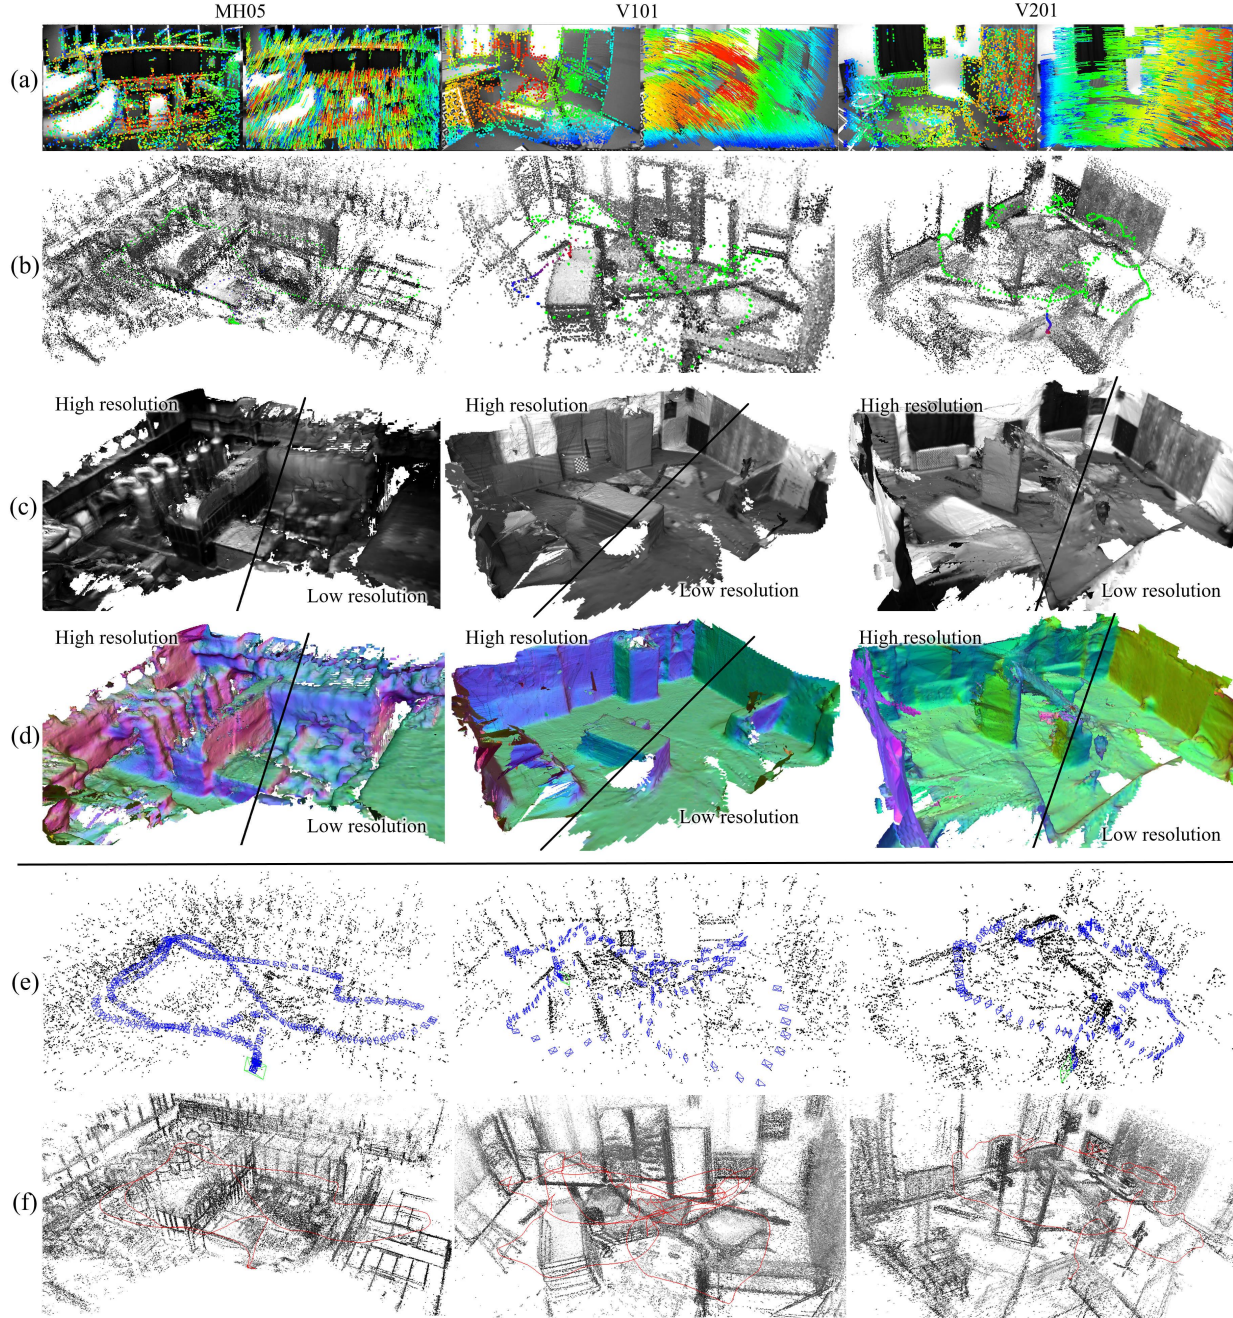 MH05 V101 V201
(a)
(b)
High resolution High resolution High resolution
(c)
Low resolution Low resolution Low resolution
High resolution High resolution High resolution
(d)
Low resolution Low resolution Low resolution
(e)
(f)